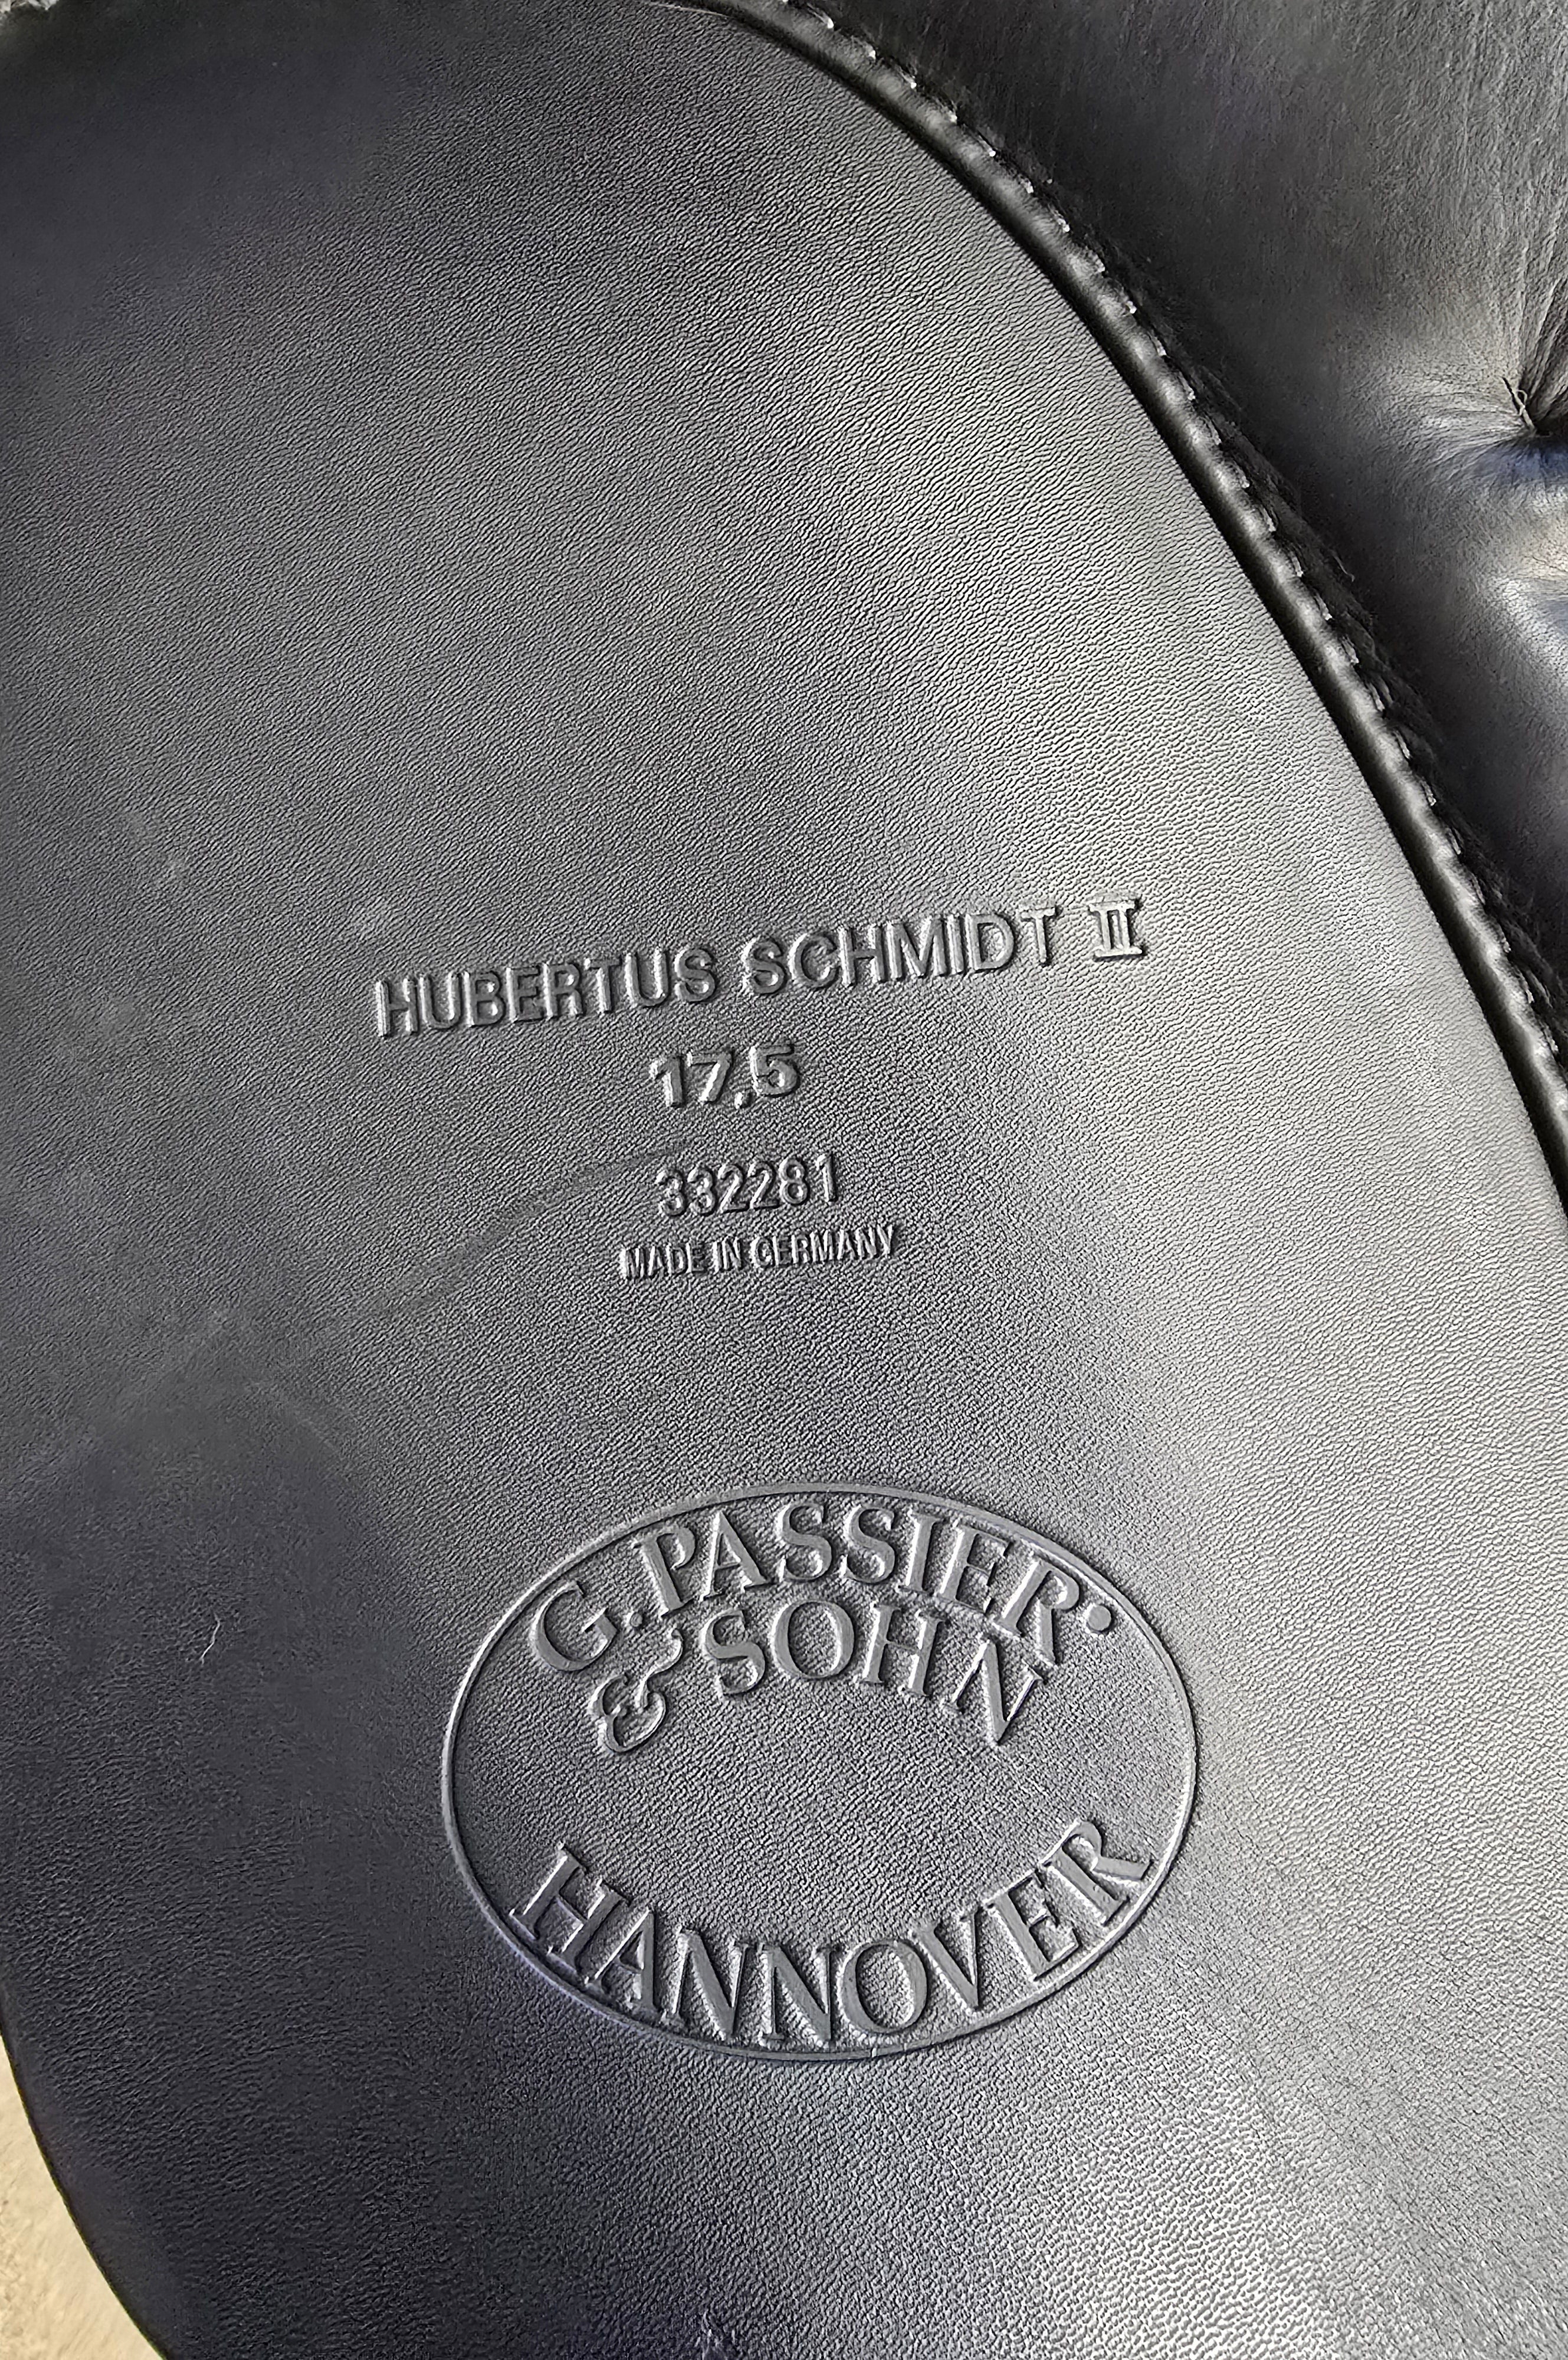 HUBERTUS SCHMIDT II
17,5
332281
MADE IN GERMANY
G. PASSIER
& SOHN
HANNOVER